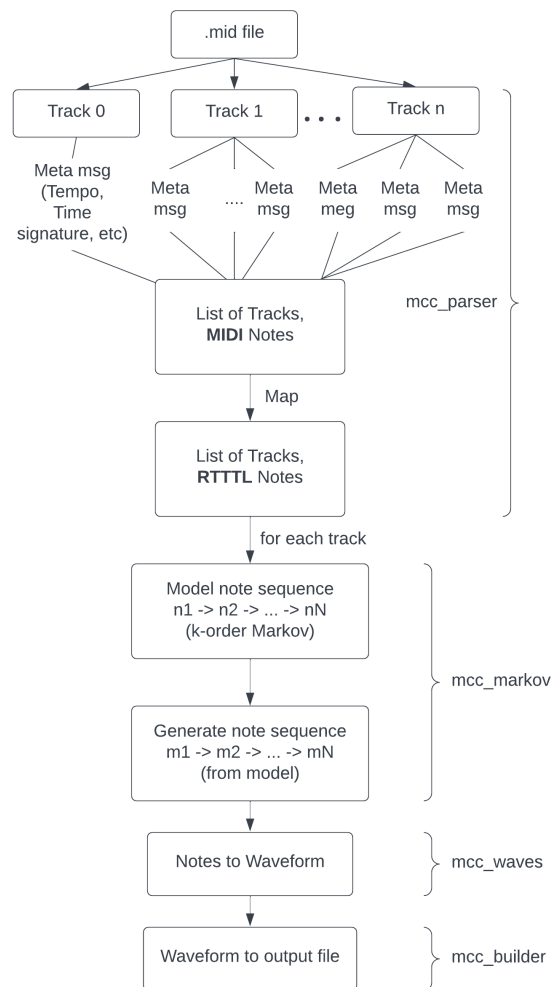 .mid file
Track 0
Track 1
...
Track n
Meta msg
(Tempo,
Time
signature, etc)
Meta
msg
....
Meta
msg
Meta
meg
Meta
msg
Meta
msg
mcc_parser
List of Tracks,
MIDI Notes
Map
List of Tracks,
RTTTL Notes
for each track
Model note sequence
n1 -> n2 -> ... -> nN
(k-order Markov)
mcc_markov
Generate note sequence
m1 -> m2 -> ... -> mN
(from model)
Notes to Waveform
mcc_waves
Waveform to output file
mcc_builder